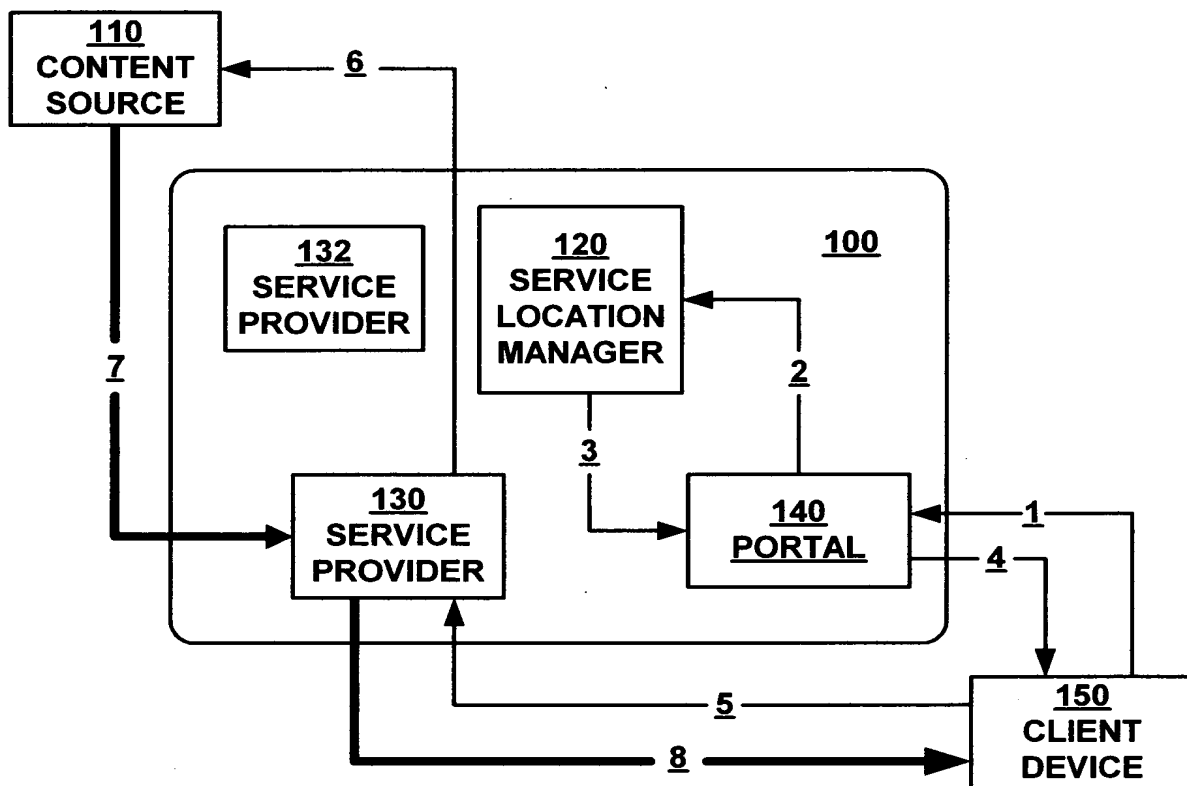 110
CONTENT
SOURCE
6
132
SERVICE
PROVIDER
120
SERVICE
LOCATION
MANAGER
100
7
2
3
130
SERVICE
PROVIDER
140
PORTAL
1
4
5
8
150
CLIENT
DEVICE